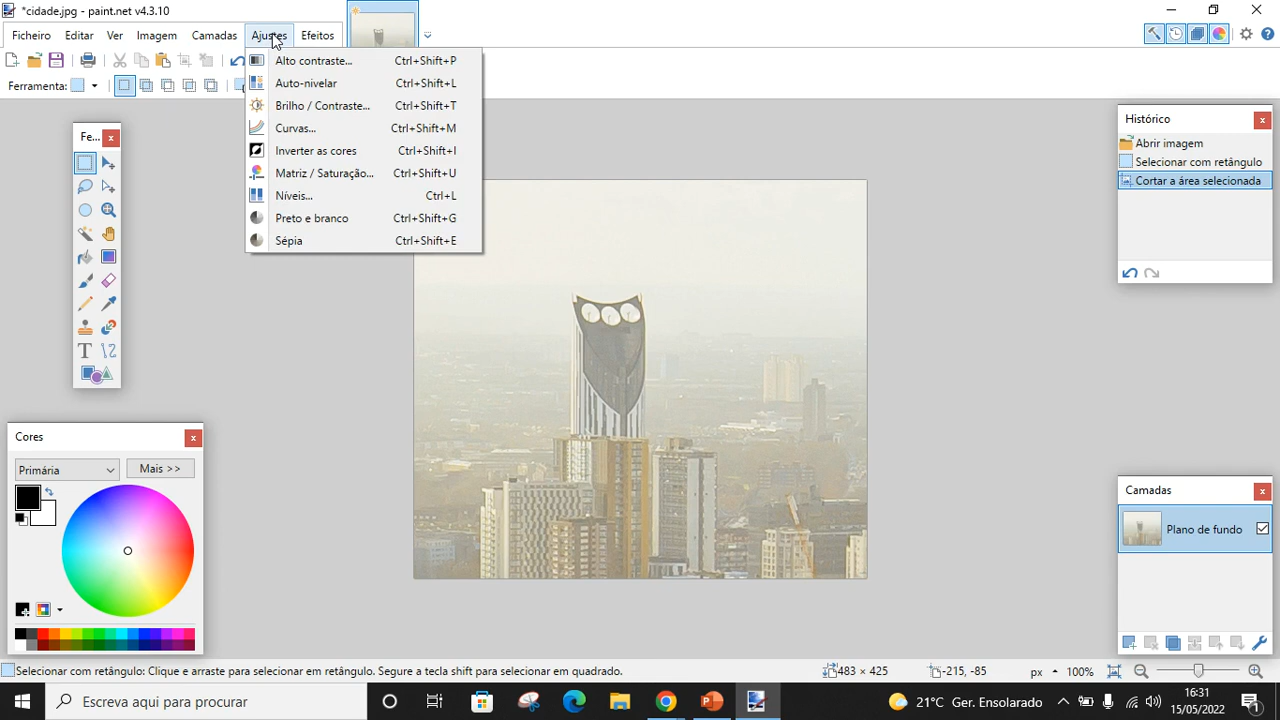 *cidade.jpg - paint.net v4.3.10
Ficheiro Editar Ver Imagem Camadas Ajustes Efeitos
Ferramenta:
Alto contraste... Ctrl+Shift+P
Auto-nivelar Ctrl+Shift+L
Brilho / Contraste... Ctrl+Shift+T
Curvas... Ctrl+Shift+M
Inverter as cores Ctrl+Shift+I
Matriz / Saturação... Ctrl+Shift+U
Níveis... Ctrl+L
Preto e branco Ctrl+Shift+G
Sépia Ctrl+Shift+E
Fe...
Histórico
Abrir imagem
Selecionar com retângulo
Cortar a área selecionada
Cores
Primária
Mais >>
Camadas
Plano de fundo
Selecionar com retângulo: Clique e arraste para selecionar em retângulo. Segure a tecla shift para selecionar em quadrado.
483 × 425
-215, -85
px
100%
Escreva aqui para procurar
21°C Ger. Ensolarado
16:31
15/05/2022
1